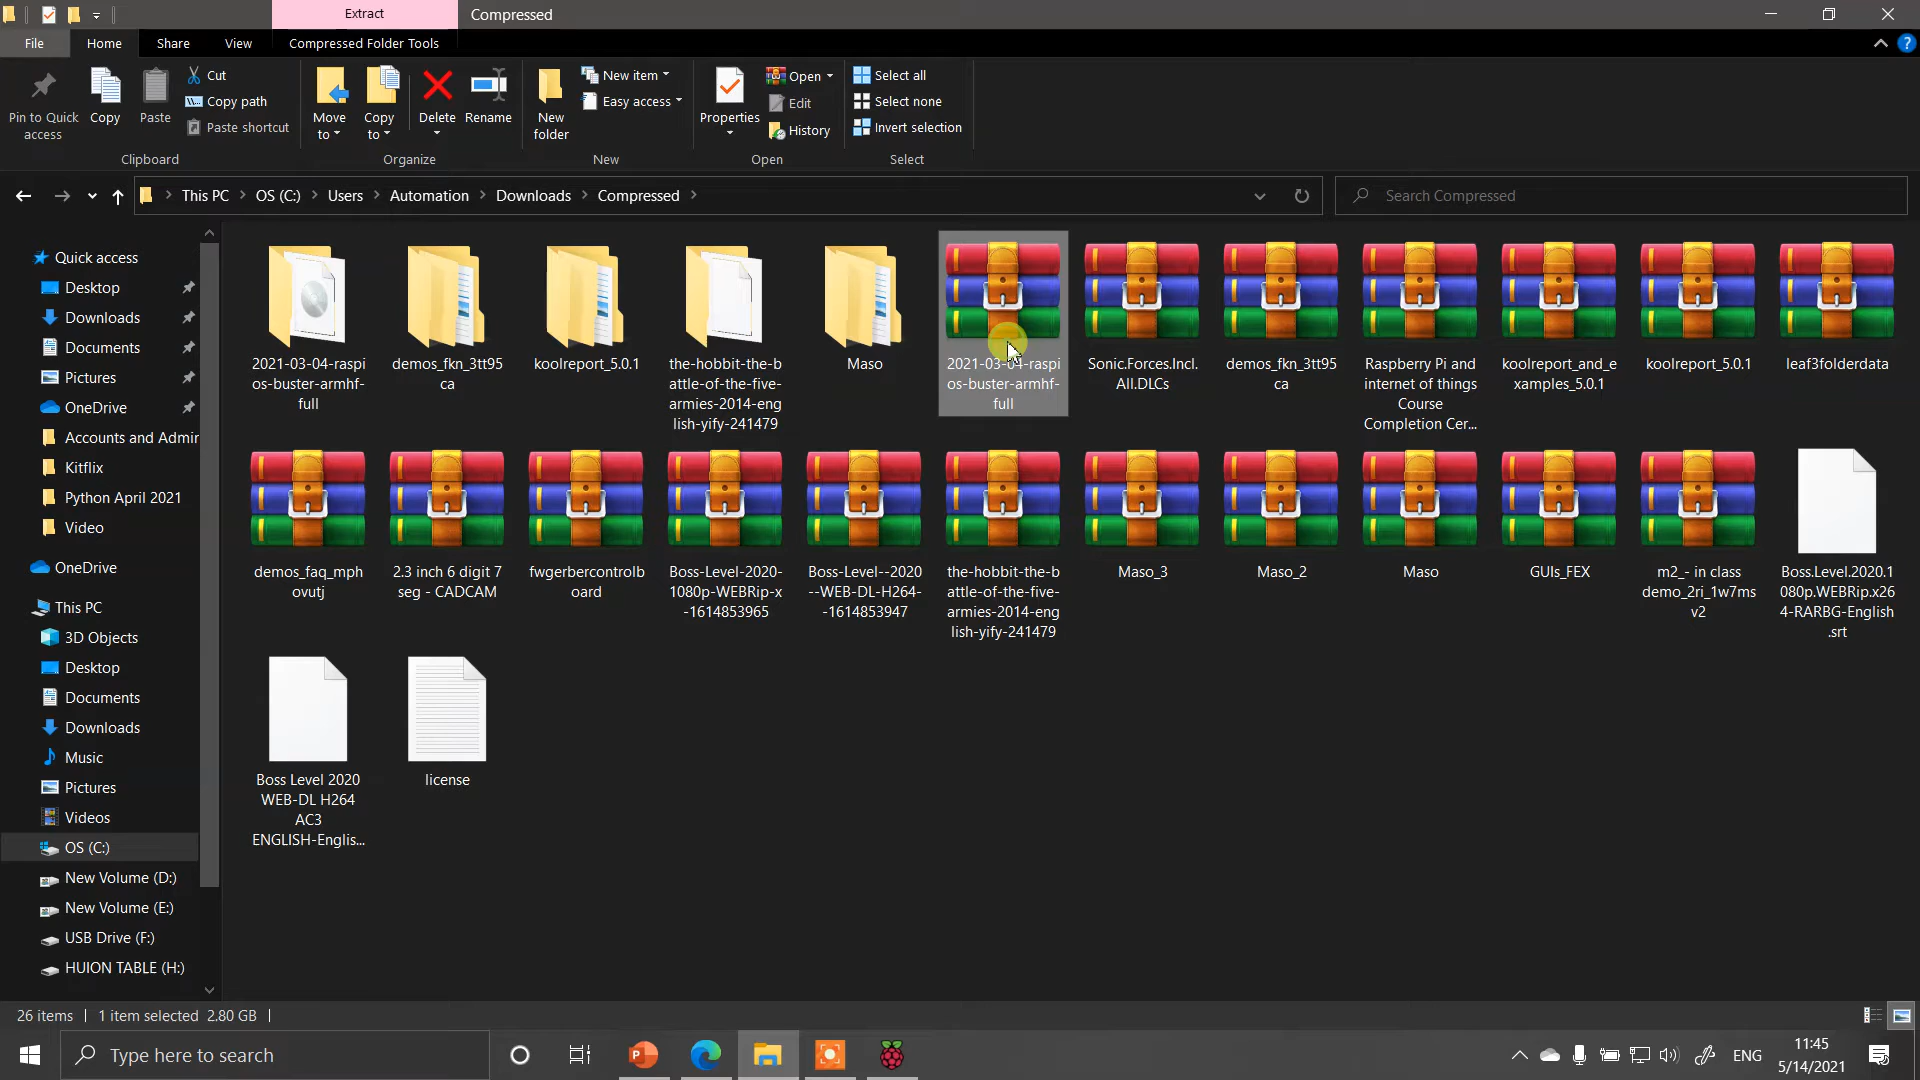 Extract
Compressed
File
Home
Share
View
Compressed Folder Tools
Pin to Quick
access
Copy
Paste
Cut
Copy path
Paste shortcut
Clipboard
Move
to
Copy
to
Delete
Rename
Organize
New
folder
New item
Easy access
New
Properties
Open
Edit
History
Open
Select all
Select none
Invert selection
Select
This PC
OS (C:)
Users
Automation
Downloads
Compressed
Search Compressed
Quick access
Desktop
Downloads
Documents
Pictures
OneDrive
Accounts and Admir
Kitflix
Python April 2021
Video
OneDrive
This PC
3D Objects
Desktop
Documents
Downloads
Music
Pictures
Videos
OS (C:)
New Volume (D:)
New Volume (E:)
USB Drive (F:)
HUION TABLE (H:)
2021-03-04-raspi
os-buster-armhf-
full
demos_fkn_3tt95
ca
koolreport_5.0.1
the-hobbit-the-b
attle-of-the-five-
armies-2014-eng
lish-yify-241479
Maso
2021-03-04-raspi
os-buster-armhf-
full
Sonic.Forces.Incl.
All.DLCs
demos_fkn_3tt95
ca
Raspberry Pi and
internet of things
Course
Completion Cer...
koolreport_and_e
xamples_5.0.1
koolreport_5.0.1
leaf3folderdata
demos_faq_mph
ovutj
2.3 inch 6 digit 7
seg - CADCAM
fwgerbercontrolb
oard
Boss-Level-2020-
1080p-WEBRip-x
-1614853965
Boss-Level--2020
--WEB-DL-H264-
-1614853947
the-hobbit-the-b
attle-of-the-five-
armies-2014-eng
lish-yify-241479
Maso_3
Maso_2
Maso
GUIs_FEX
m2_- in class
demo_2ri_1w7ms
v2
Boss.Level.2020.1
080p.WEBRip.x26
4-RARBG-English
.srt
Boss Level 2020
WEB-DL H264
AC3
ENGLISH-Englis...
license
26 items
1 item selected 2.80 GB
Type here to search
ENG
11:45
5/14/2021